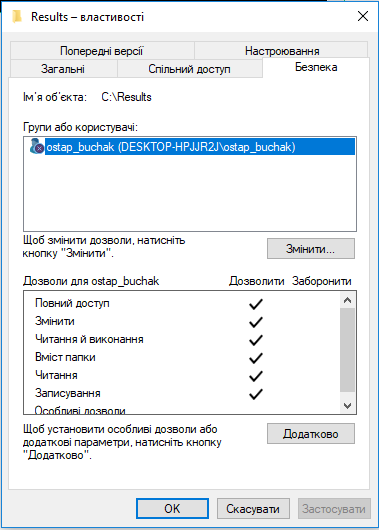 Results – властивості
Попередні версії
Настроювання
Загальні
Спільний доступ
Безпека
Ім'я об'єкта: C:\Results
Групи або користувачі:
ostap_buchak (DESKTOP-HPJJR2J\ostap_buchak)
Щоб змінити дозволи, натисніть
кнопку "Змінити".
Змінити...
Дозволи для ostap_buchak Дозволити Заборонити
Повний доступ
Змінити
Читання й виконання
Вміст папки
Читання
Записування
Особливі дозволи
Щоб установити особливі дозволи або
додаткові параметри, натисніть кнопку
"Додатково".
Додатково
OK
Скасувати
Застосувати